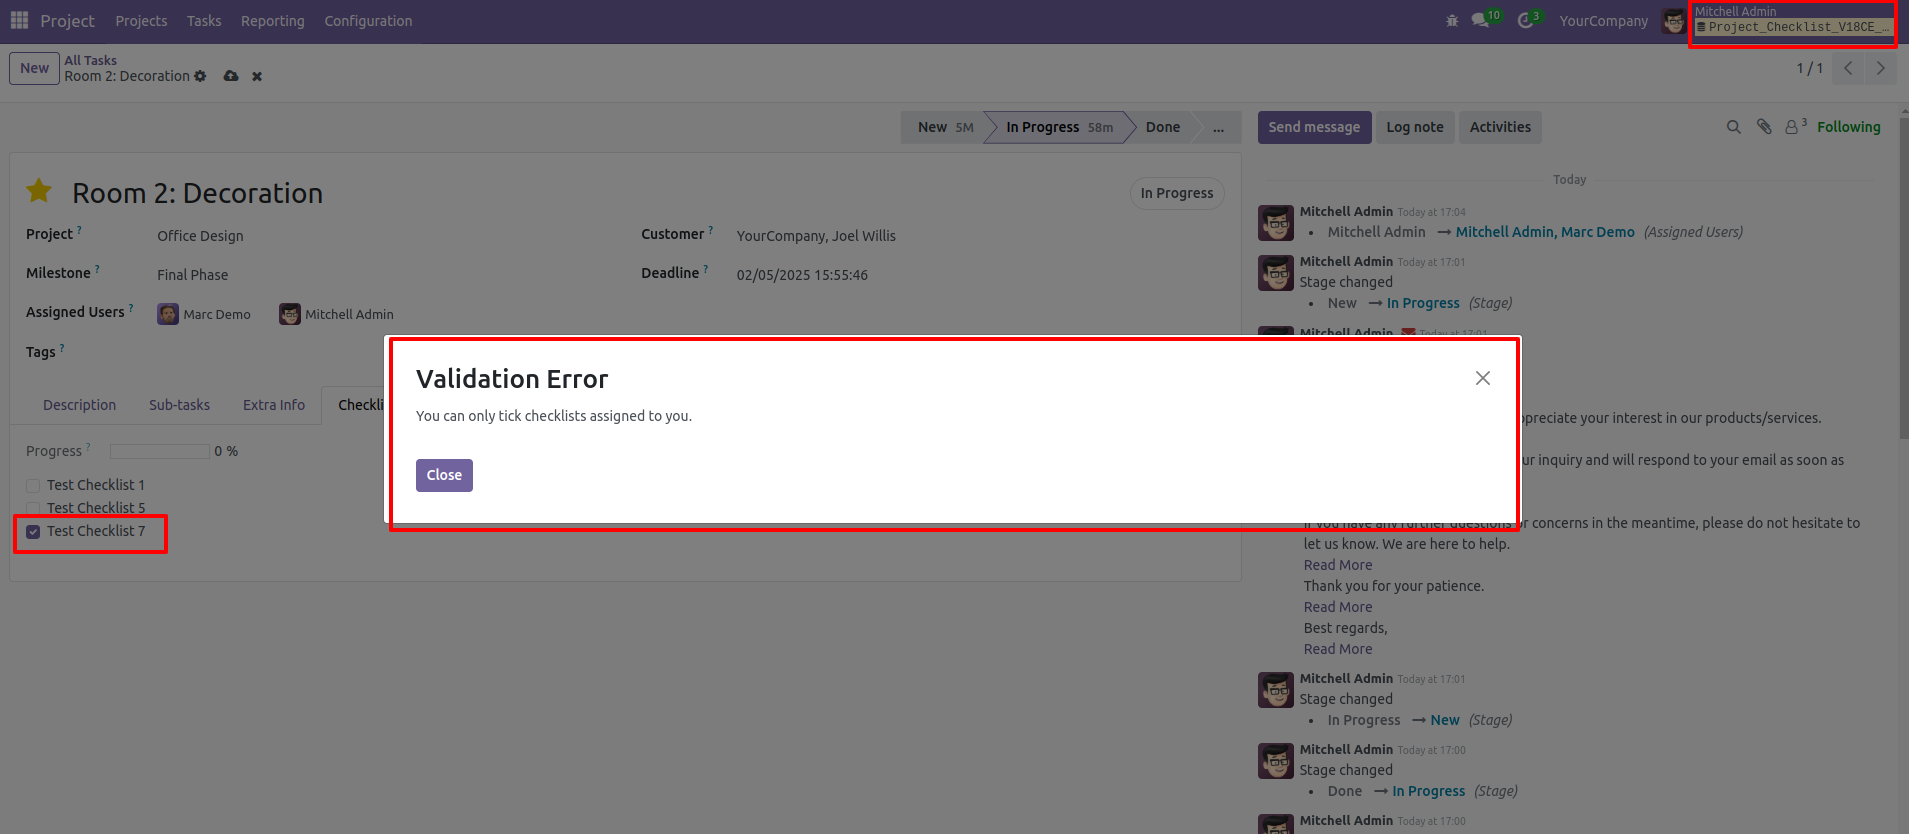 Project Projects Tasks Reporting Configuration
10 3 YourCompany Mitchell Admin
Project_Checklist_V18CE_…
New All Tasks
Room 2: Decoration
1 / 1
New 5M In Progress 58m Done ...
Send message Log note Activities 3 Following
Room 2: Decoration
In Progress
Project ? Office Design
Customer ? YourCompany, Joel Willis
Milestone ? Final Phase
Deadline ? 02/05/2025 15:55:46
Assigned Users ? Marc Demo Mitchell Admin
Tags ?
Description Sub-tasks Extra Info Checkli
Progress ? 0 %
Test Checklist 1
Test Checklist 5
Test Checklist 7
Validation Error
You can only tick checklists assigned to you.
Close
Today
Mitchell Admin Today at 17:04
• Mitchell Admin → Mitchell Admin, Marc Demo (Assigned Users)
Mitchell Admin Today at 17:01
Stage changed
• New → In Progress (Stage)
Mitchell Admin Today at 17:01
preciate your interest in our products/services.
ur inquiry and will respond to your email as soon as
If you have any further questions or concerns in the meantime, please do not hesitate to
let us know. We are here to help.
Read More
Thank you for your patience.
Read More
Best regards,
Read More
Mitchell Admin Today at 17:01
Stage changed
• In Progress → New (Stage)
Mitchell Admin Today at 17:00
Stage changed
• Done → In Progress (Stage)
Mitchell Admin Today at 17:00